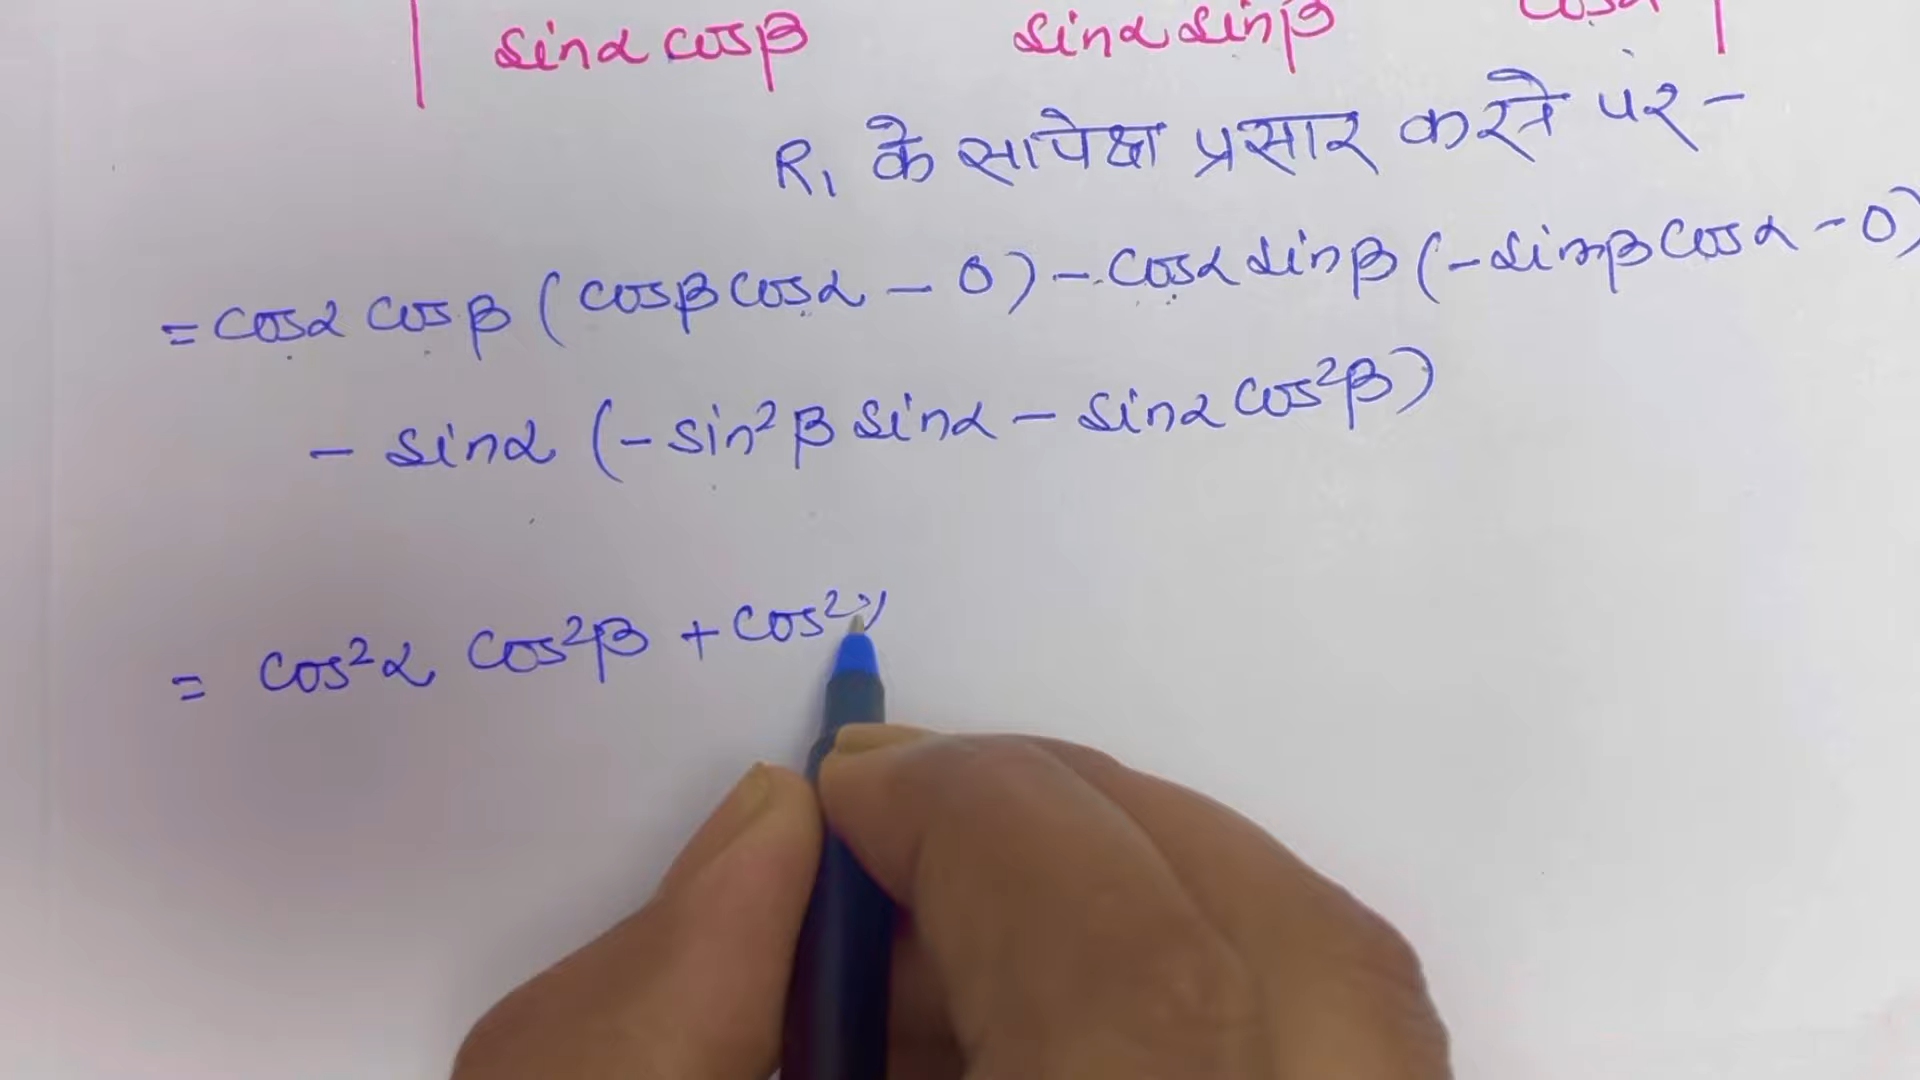 sinα cosβ sinα sinβ cosα
R₁ के सापेक्ष प्रसार करने पर -
= cosα cosβ (cosβ cosα - 0) - cosα sinβ (-sinβ cosα - 0)
- sinα (-sin²β sinα - sinα cos²β)
= cos²α cos²β + cos²